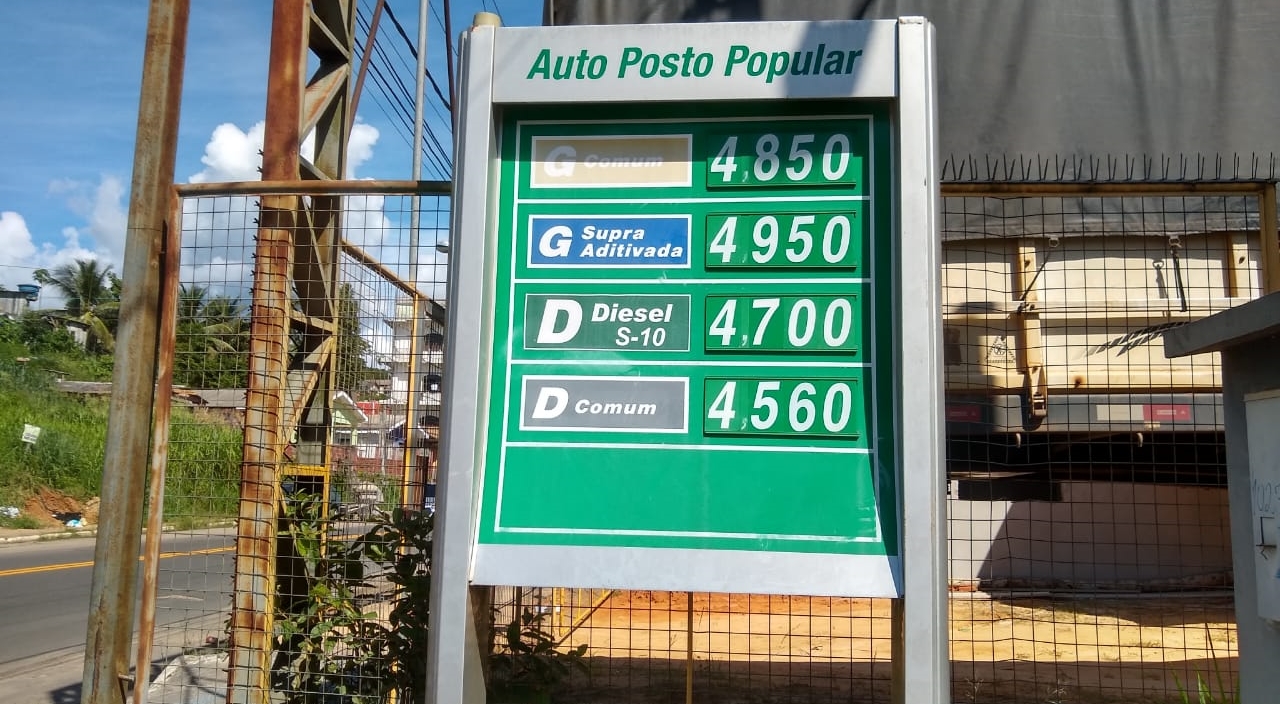 Auto Posto Popular
G Comum 4,850
G Supra Aditivada 4,950
D Diesel S-10 4,700
D Comum 4,560